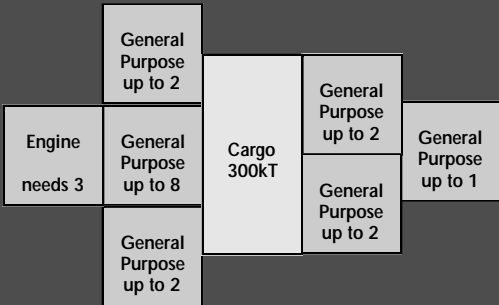 General
Purpose
up to 2
Engine
needs 3
General
Purpose
up to 8
General
Purpose
up to 2
Cargo
300kT
General
Purpose
up to 2
General
Purpose
up to 2
General
Purpose
up to 1